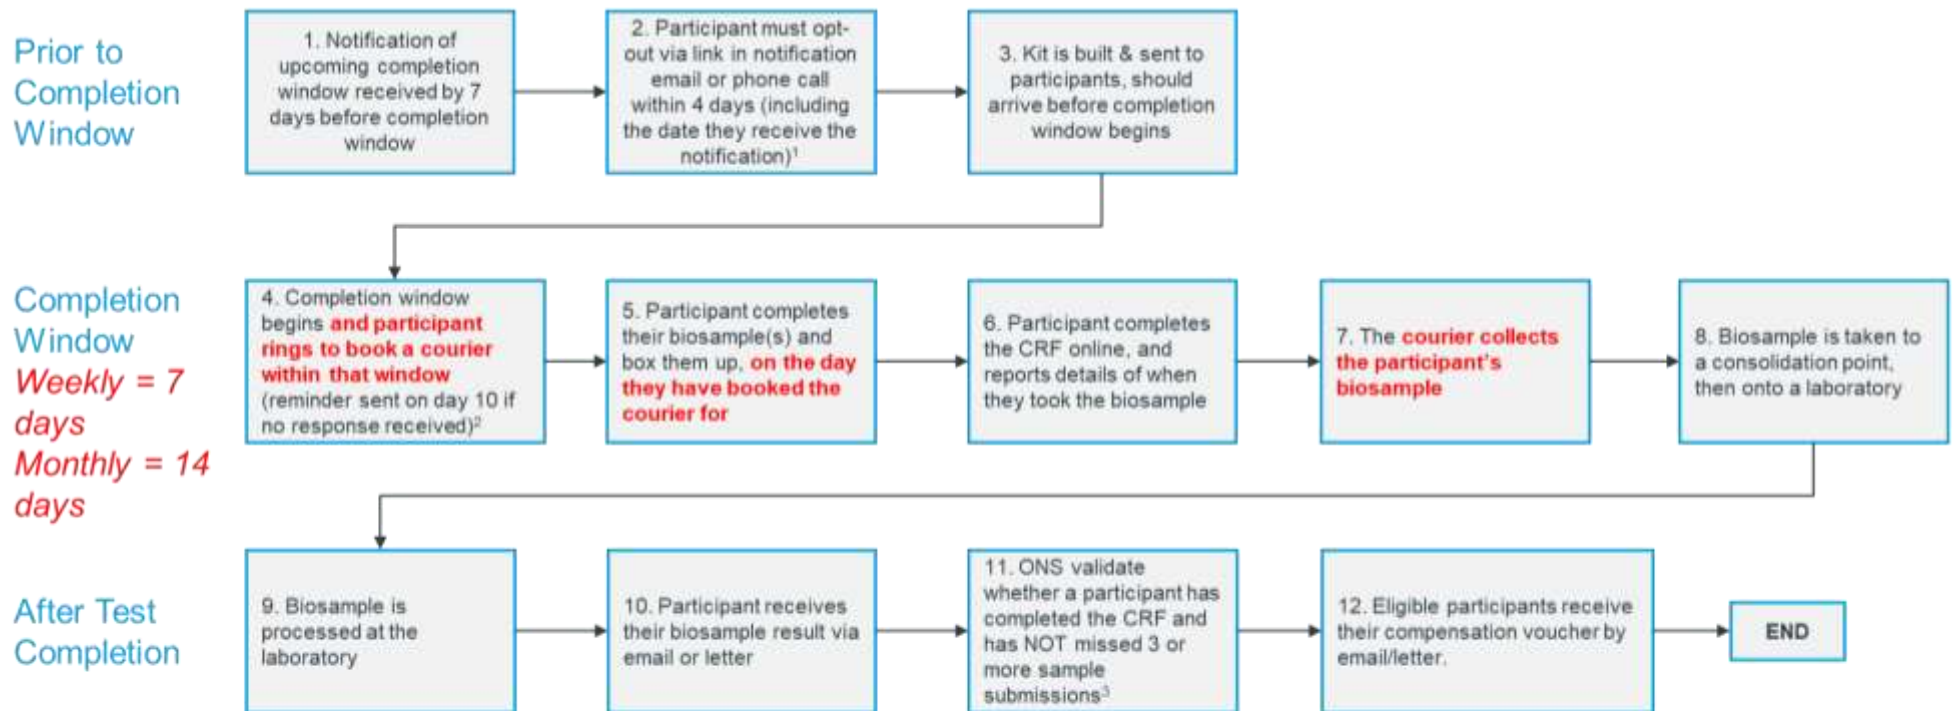 Prior to
Completion
Window
1. Notification of
upcoming completion
window received by 7
days before completion
window
2. Participant must opt-
out via link in notification
email or phone call
within 4 days (including
the date they receive the
notification)¹
3. Kit is built & sent to
participants, should
arrive before completion
window begins
Completion
Window
Weekly = 7
days
Monthly = 14
days
4. Completion window
begins and participant
rings to book a courier
within that window
(reminder sent on day 10 if
no response received)²
5. Participant completes
their biosample(s) and
box them up, on the day
they have booked the
courier for
6. Participant completes
the CRF online, and
reports details of when
they took the biosample
7. The courier collects
the participant's
biosample
8. Biosample is taken to
a consolidation point,
then onto a laboratory
After Test
Completion
9. Biosample is
processed at the
laboratory
10. Participant receives
their biosample result via
email or letter
11. ONS validate
whether a participant has
completed the CRF and
has NOT missed 3 or
more sample
submissions³
12. Eligible participants receive
their compensation voucher by
email/letter.
END